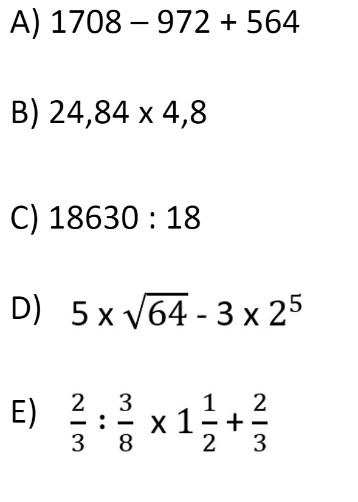 A) 1708 – 972 + 564
B) 24,84 x 4,8
C) 18630 : 18
D) 5 x √64 - 3 x 2⁵
E) 2/3 : 3/8 x 1 1/2 + 2/3